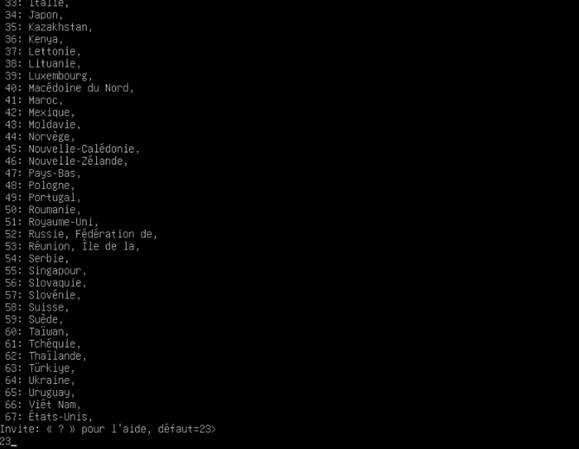 33: Italie,
34: Japon,
35: Kazakhstan,
36: Kenya,
37: Lettonie,
38: Lituanie,
39: Luxembourg,
40: Macédoine du Nord,
41: Maroc,
42: Mexique,
43: Moldavie,
44: Norvège,
45: Nouvelle-Calédonie,
46: Nouvelle-Zélande,
47: Pays-Bas,
48: Pologne,
49: Portugal,
50: Roumanie,
51: Royaume-Uni,
52: Russie, Fédération de,
53: Réunion, Île de la,
54: Serbie,
55: Singapour,
56: Slovaquie,
57: Slovénie,
58: Suisse,
59: Suède,
60: Taïwan,
61: Tchéquie,
62: Thaïlande,
63: Türkiye,
64: Ukraine,
65: Uruguay,
66: Viêt Nam,
67: États-Unis,
Invite: « ? » pour l'aide, défaut=23>
23_